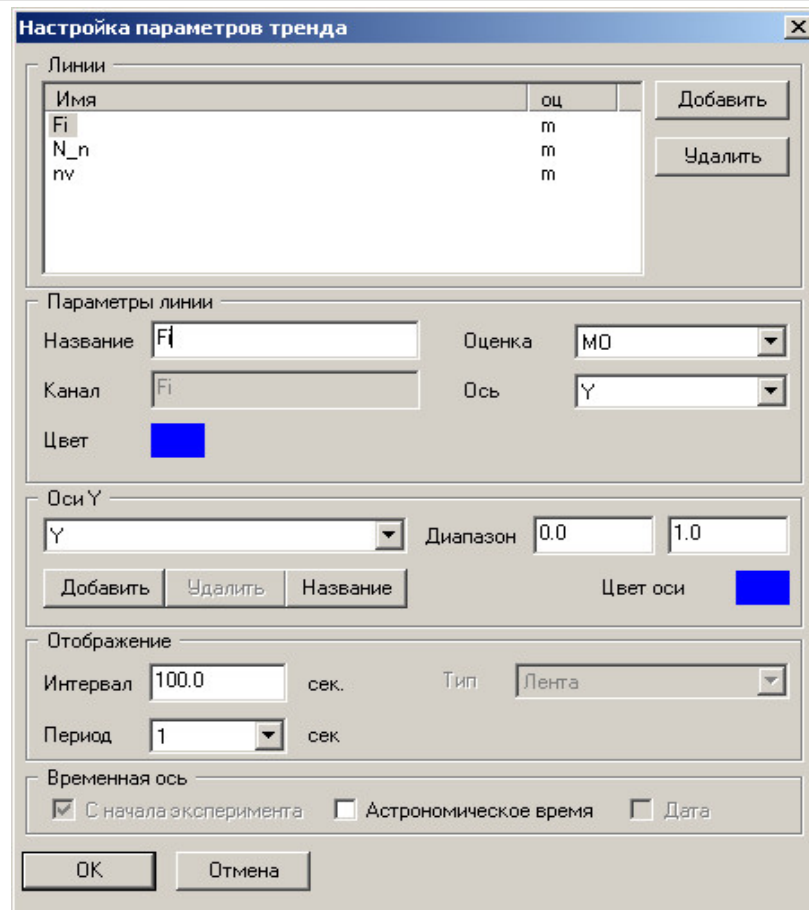 Настройка параметров тренда
Линии
Имя оц
Fi m
N_n m
nv m
Добавить
Удалить
Параметры линии
Название Fi Оценка МО
Канал Fi Ось Y
Цвет
Оси Y
Y Диапазон 0.0 1.0
Добавить Удалить Название Цвет оси
Отображение
Интервал 100.0 сек. Тип Лента
Период 1 сек
Временная ось
С начала эксперимента Астрономическое время Дата
OK Отмена